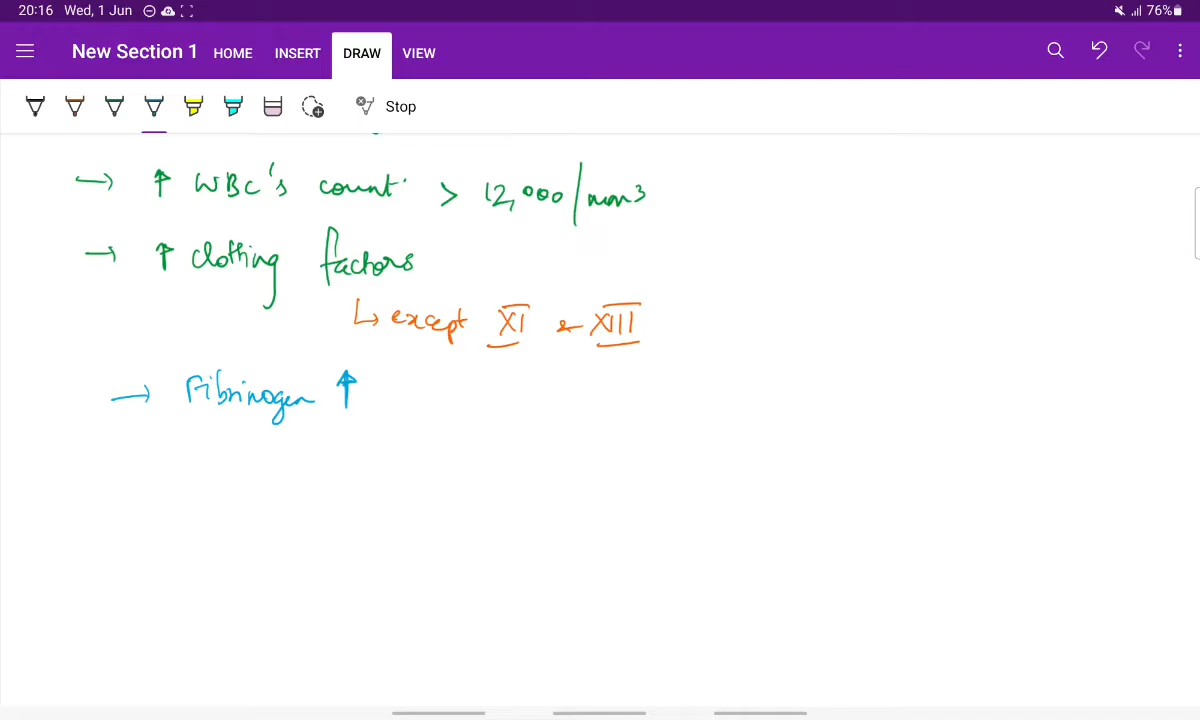 20:16 Wed, 1 Jun 76%
New Section 1 HOME INSERT DRAW VIEW
Stop
→ ↑ WBC's count > 12,000/mm3
→ ↑ clotting factors
↳ except XI & XIII
→ Fibrinogen ↑